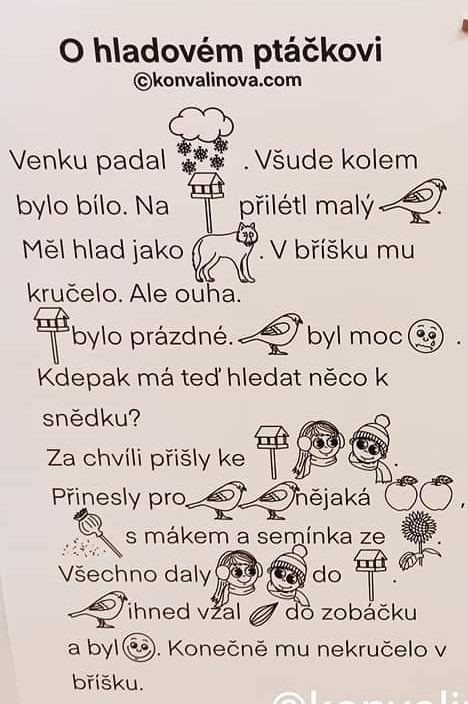 O hladovém ptáčkovi
©konvalinova.com
Venku padal . Všude kolem
bylo bílo. Na přilétl malý .
Měl hlad jako . V bříšku mu
kručelo. Ale ouha.
bylo prázdné. byl moc .
Kdepak má teď hledat něco k
snědku?
Za chvíli přišly ke .
Přinesly pro nějaká ,
s mákem a semínka ze .
Všechno daly do .
ihned vzal do zobáčku
a byl . Konečně mu nekručelo v
bříšku.